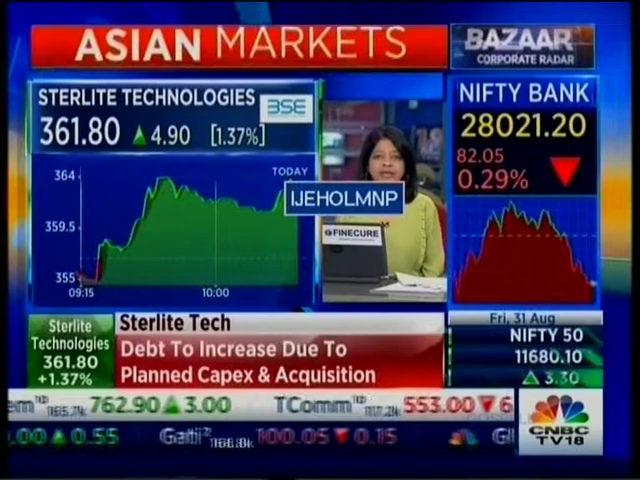 ASIAN MARKETS
BAZAAR
CORPORATE RADAR
STERLITE TECHNOLOGIES
BSE
361.80 ▲ 4.90 [1.37%]
TODAY
364
359.5
355
09:15 10:00
IJEHOLMNP
FINECURE
NIFTY BANK
28021.20
82.05
0.29%
Sterlite
Technologies
361.80
+1.37%
Sterlite Tech
Debt To Increase Due To
Planned Capex & Acquisition
Fri, 31 Aug
NIFTY 50
11680.10
▲ 3.30
762.90 ▲ 3.00 TComm 553.00 ▼ 6
.00 ▲ 0.55 Gati 100.05 ▼ 0.15
CNBC
TV18